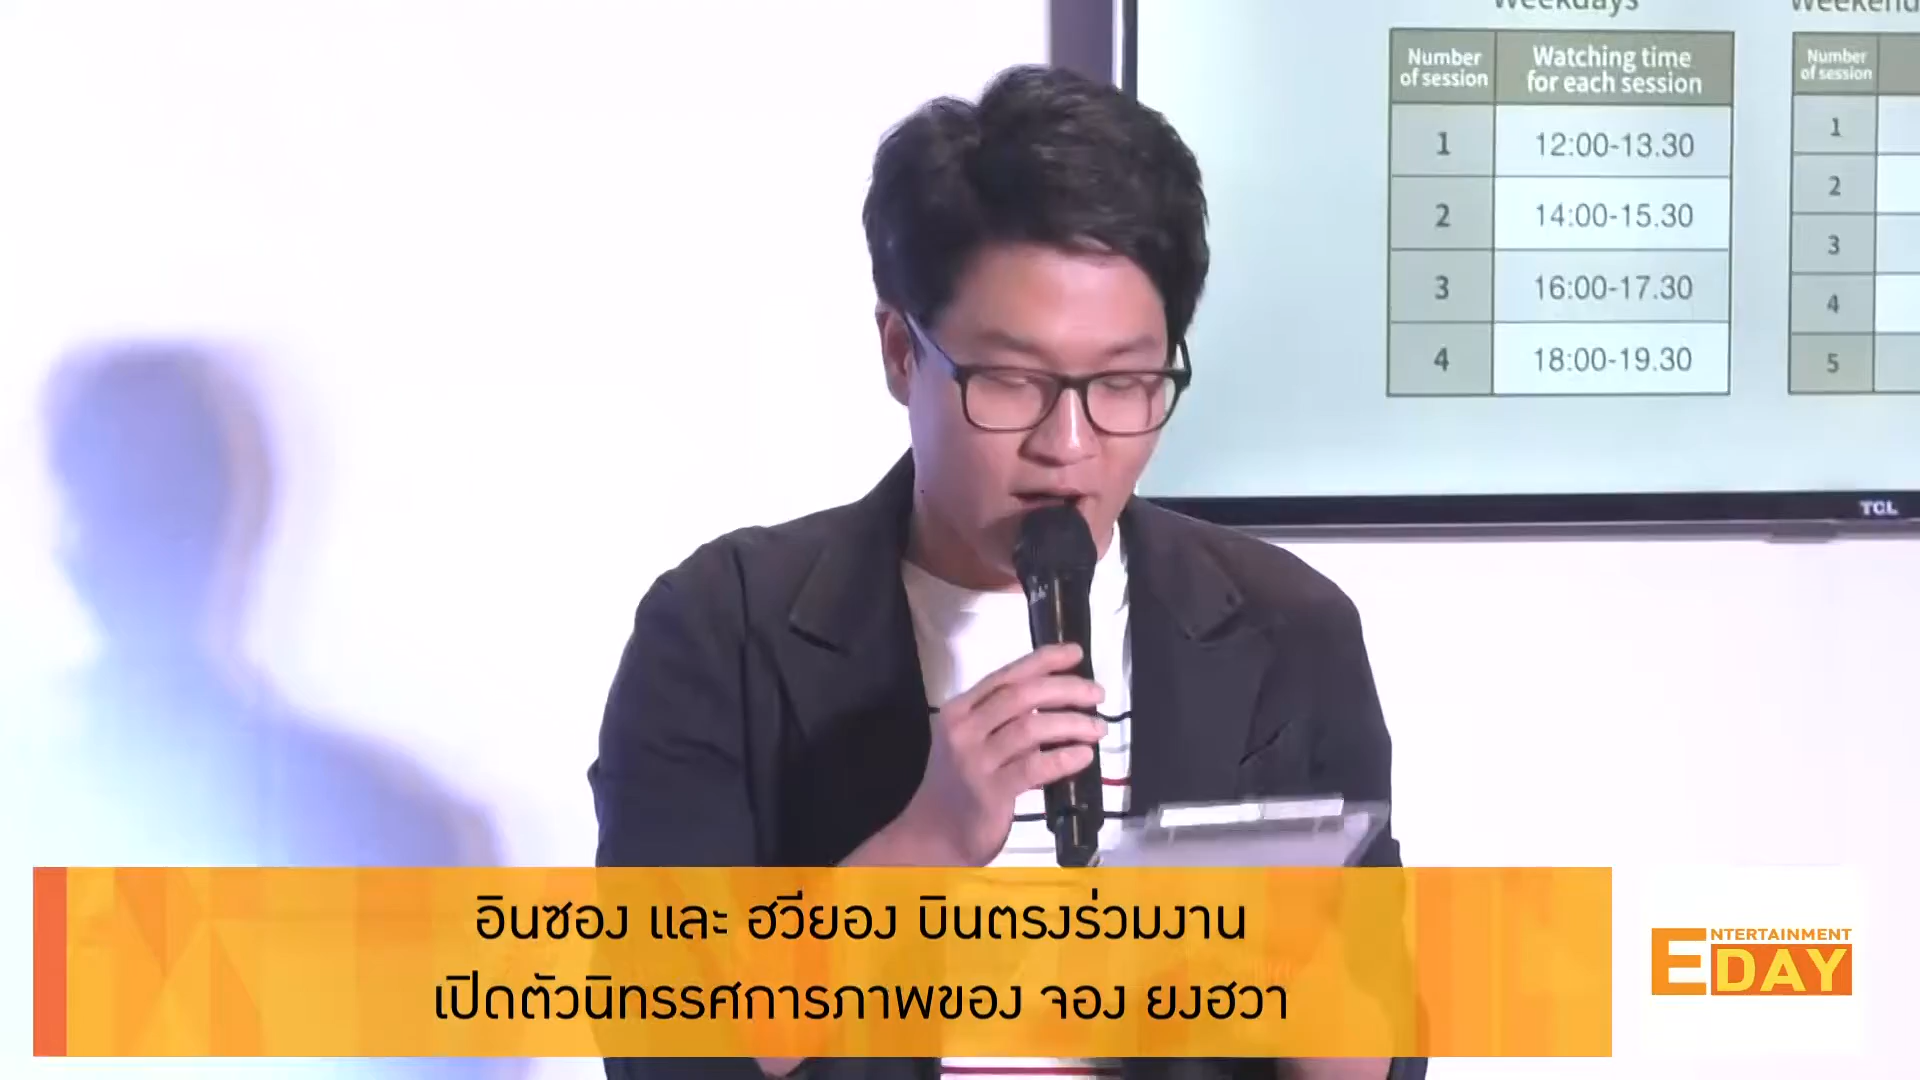 Weekdays
Number of session
Watching time for each session
1
12:00-13.30
2
14:00-15.30
3
16:00-17.30
4
18:00-19.30
Number of session
1
2
3
4
5
TCL
อินซอง และ ฮวียอง บินตรงร่วมงาน
เปิดตัวนิทรรศการภาพของ จอง ยงฮวา
ENTERTAINMENT
DAY